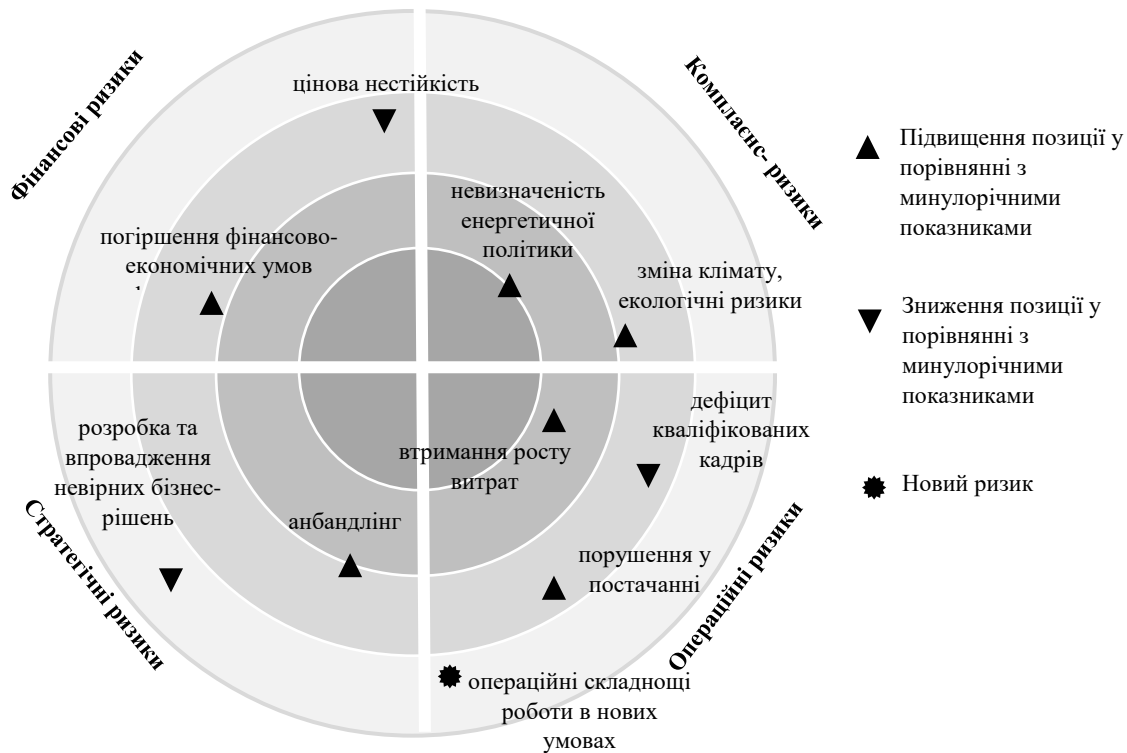 Фінансові ризики
цінова нестійкість
погіршення фінансово-
економічних умов
Комплаєнс- ризики
невизначеність
енергетичної
політики
зміна клімату,
екологічні ризики
розробка та
впровадження
невірних бізнес-
рішень
анбандлінг
Стратегічні ризики
втримання росту
витрат
дефіцит
кваліфікованих
кадрів
порушення у
постачанні
операційні складнощі
роботи в нових
умовах
Операційні ризики
Підвищення позиції у
порівнянні з
минулорічними
показниками
Зниження позиції у
порівнянні з
минулорічними
показниками
Новий ризик